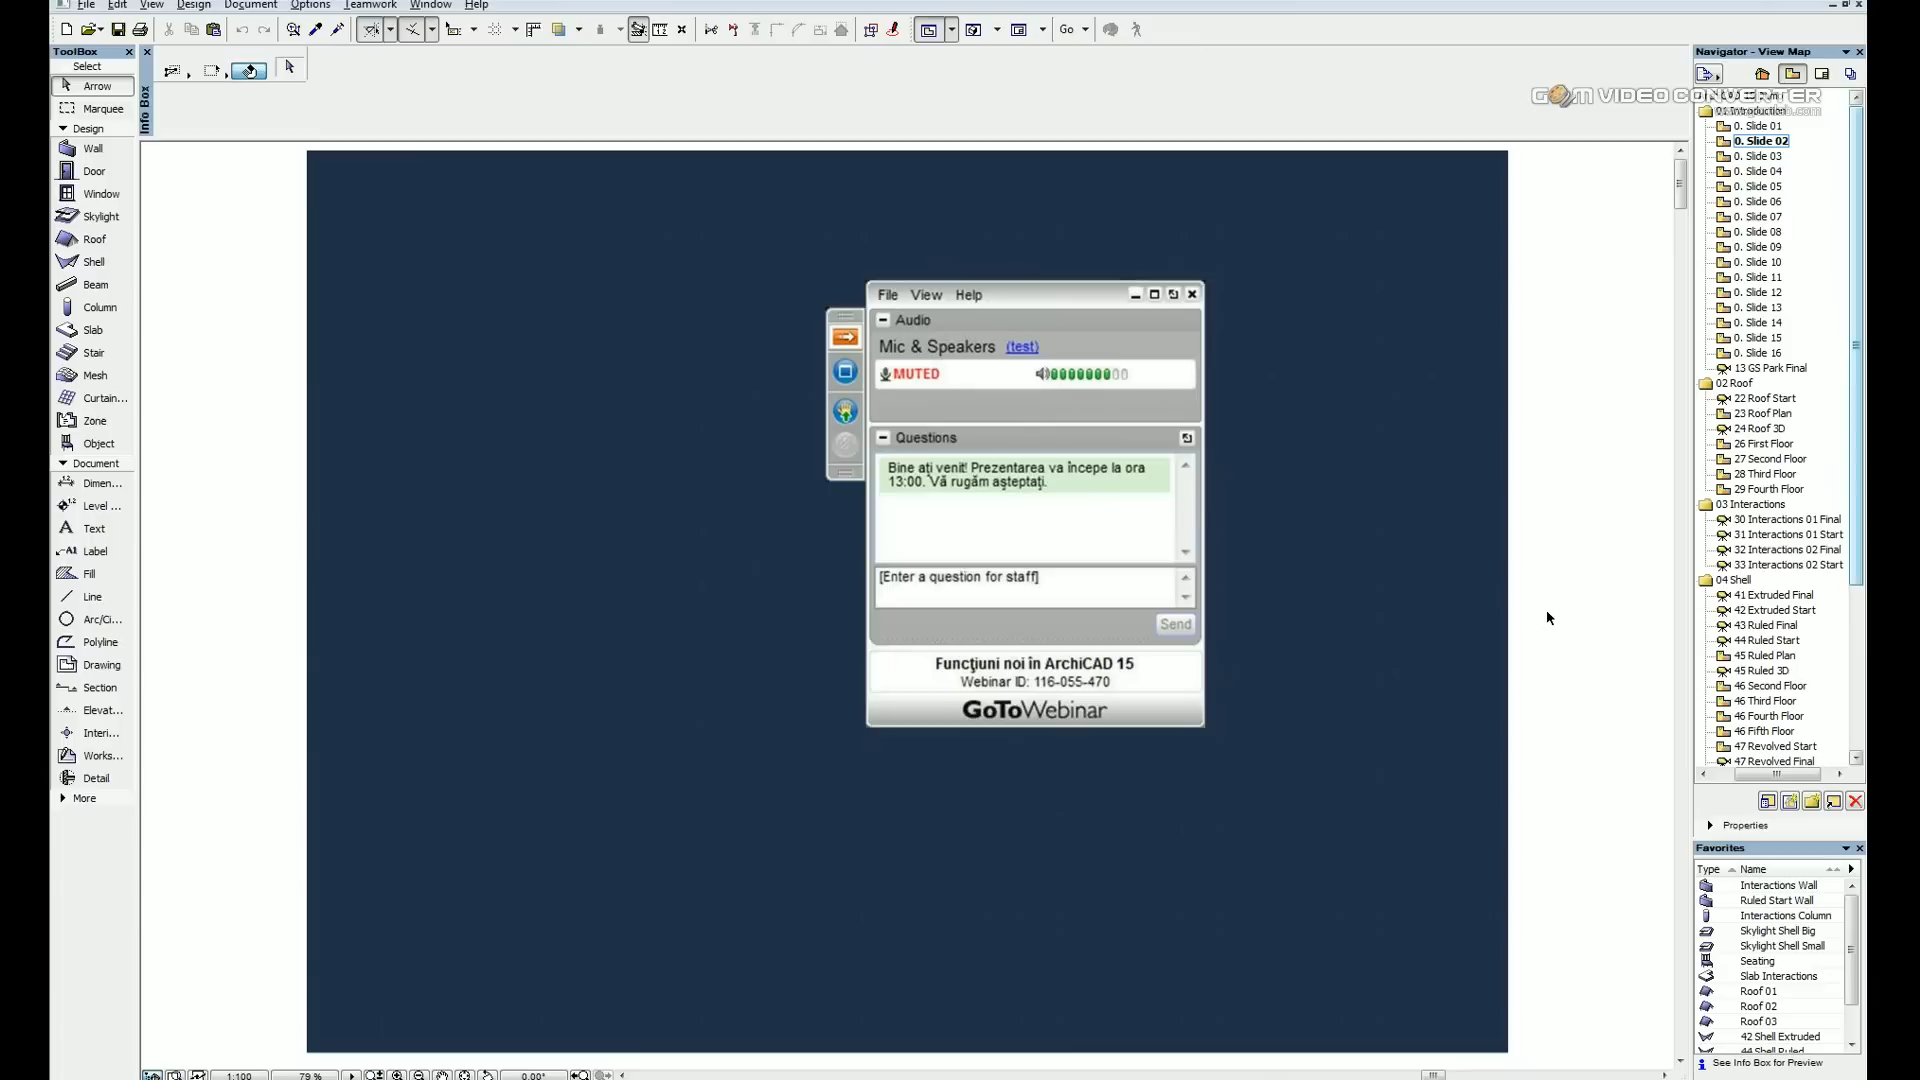 File Edit View Design Document Options Teamwork Window Help
Go
ToolBox
Select
Arrow
Marquee
Design
Wall
Door
Window
Skylight
Roof
Shell
Beam
Column
Slab
Stair
Mesh
Curtain...
Zone
Object
Document
Dimen...
Level ...
Text
Label
Fill
Line
Arc/Ci...
Polyline
Drawing
Section
Elevat...
Interi...
Works...
Detail
More
Info Box
File View Help
Audio
Mic & Speakers (test)
MUTED
Questions
Bine aţi venit! Prezentarea va începe la ora
13:00. Vă rugăm aşteptaţi.
[Enter a question for staff]
Send
Funcţiuni noi în ArchiCAD 15
Webinar ID: 116-055-470
GoToWebinar
1:100 79 % 0.00°
Navigator - View Map
GOM VIDEO CONVERTER
01 Introduction
0. Slide 01
0. Slide 02
0. Slide 03
0. Slide 04
0. Slide 05
0. Slide 06
0. Slide 07
0. Slide 08
0. Slide 09
0. Slide 10
0. Slide 11
0. Slide 12
0. Slide 13
0. Slide 14
0. Slide 15
0. Slide 16
13 GS Park Final
02 Roof
22 Roof Start
23 Roof Plan
24 Roof 3D
26 First Floor
27 Second Floor
28 Third Floor
29 Fourth Floor
03 Interactions
30 Interactions 01 Final
31 Interactions 01 Start
32 Interactions 02 Final
33 Interactions 02 Start
04 Shell
41 Extruded Final
42 Extruded Start
43 Ruled Final
44 Ruled Start
45 Ruled Plan
45 Ruled 3D
46 Second Floor
46 Third Floor
46 Fourth Floor
46 Fifth Floor
47 Revolved Start
47 Revolved Final
Properties
Favorites
Type Name
Interactions Wall
Ruled Start Wall
Interactions Column
Skylight Shell Big
Skylight Shell Small
Seating
Slab Interactions
Roof 01
Roof 02
Roof 03
42 Shell Extruded
44 Shell Ruled
See Info Box for Preview